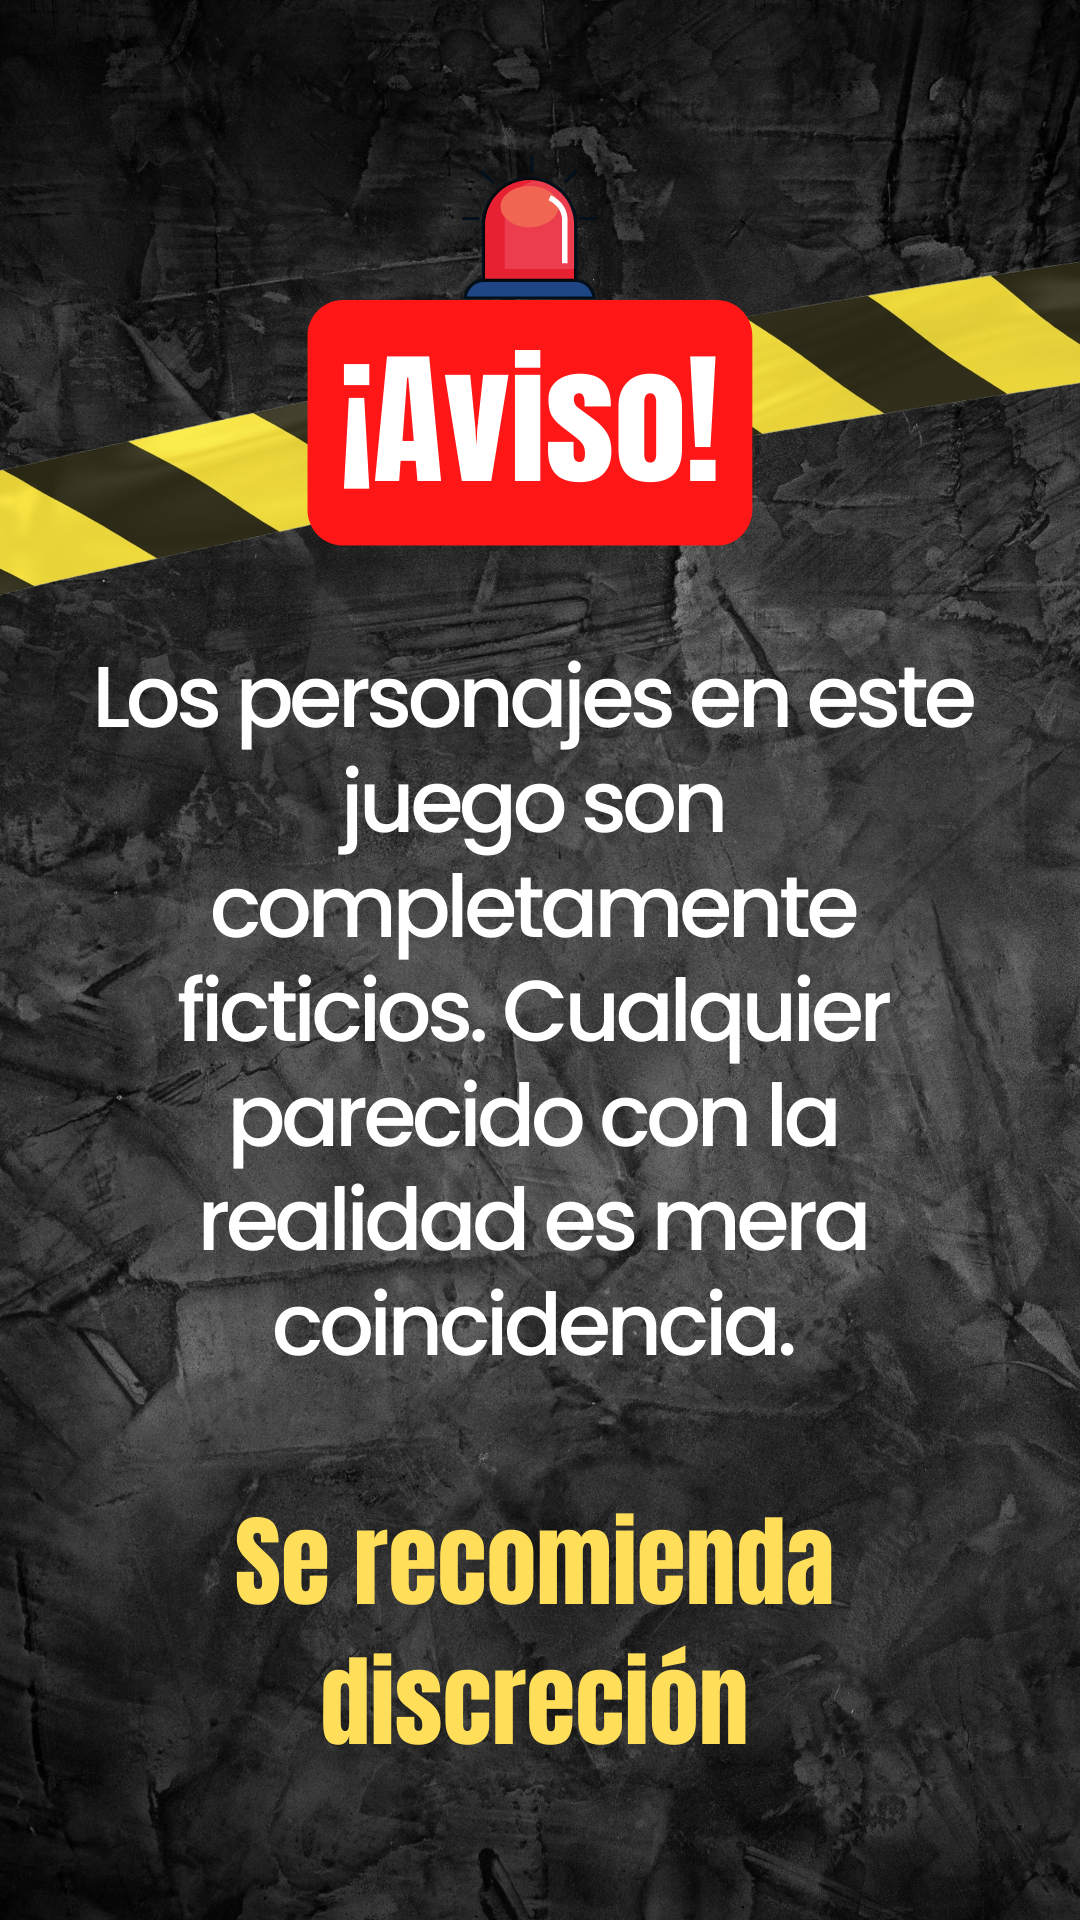 ¡Aviso!
Los personajes en este
juego son
completamente
ficticios. Cualquier
parecido con la
realidad es mera
coincidencia.
Se recomienda
discreción